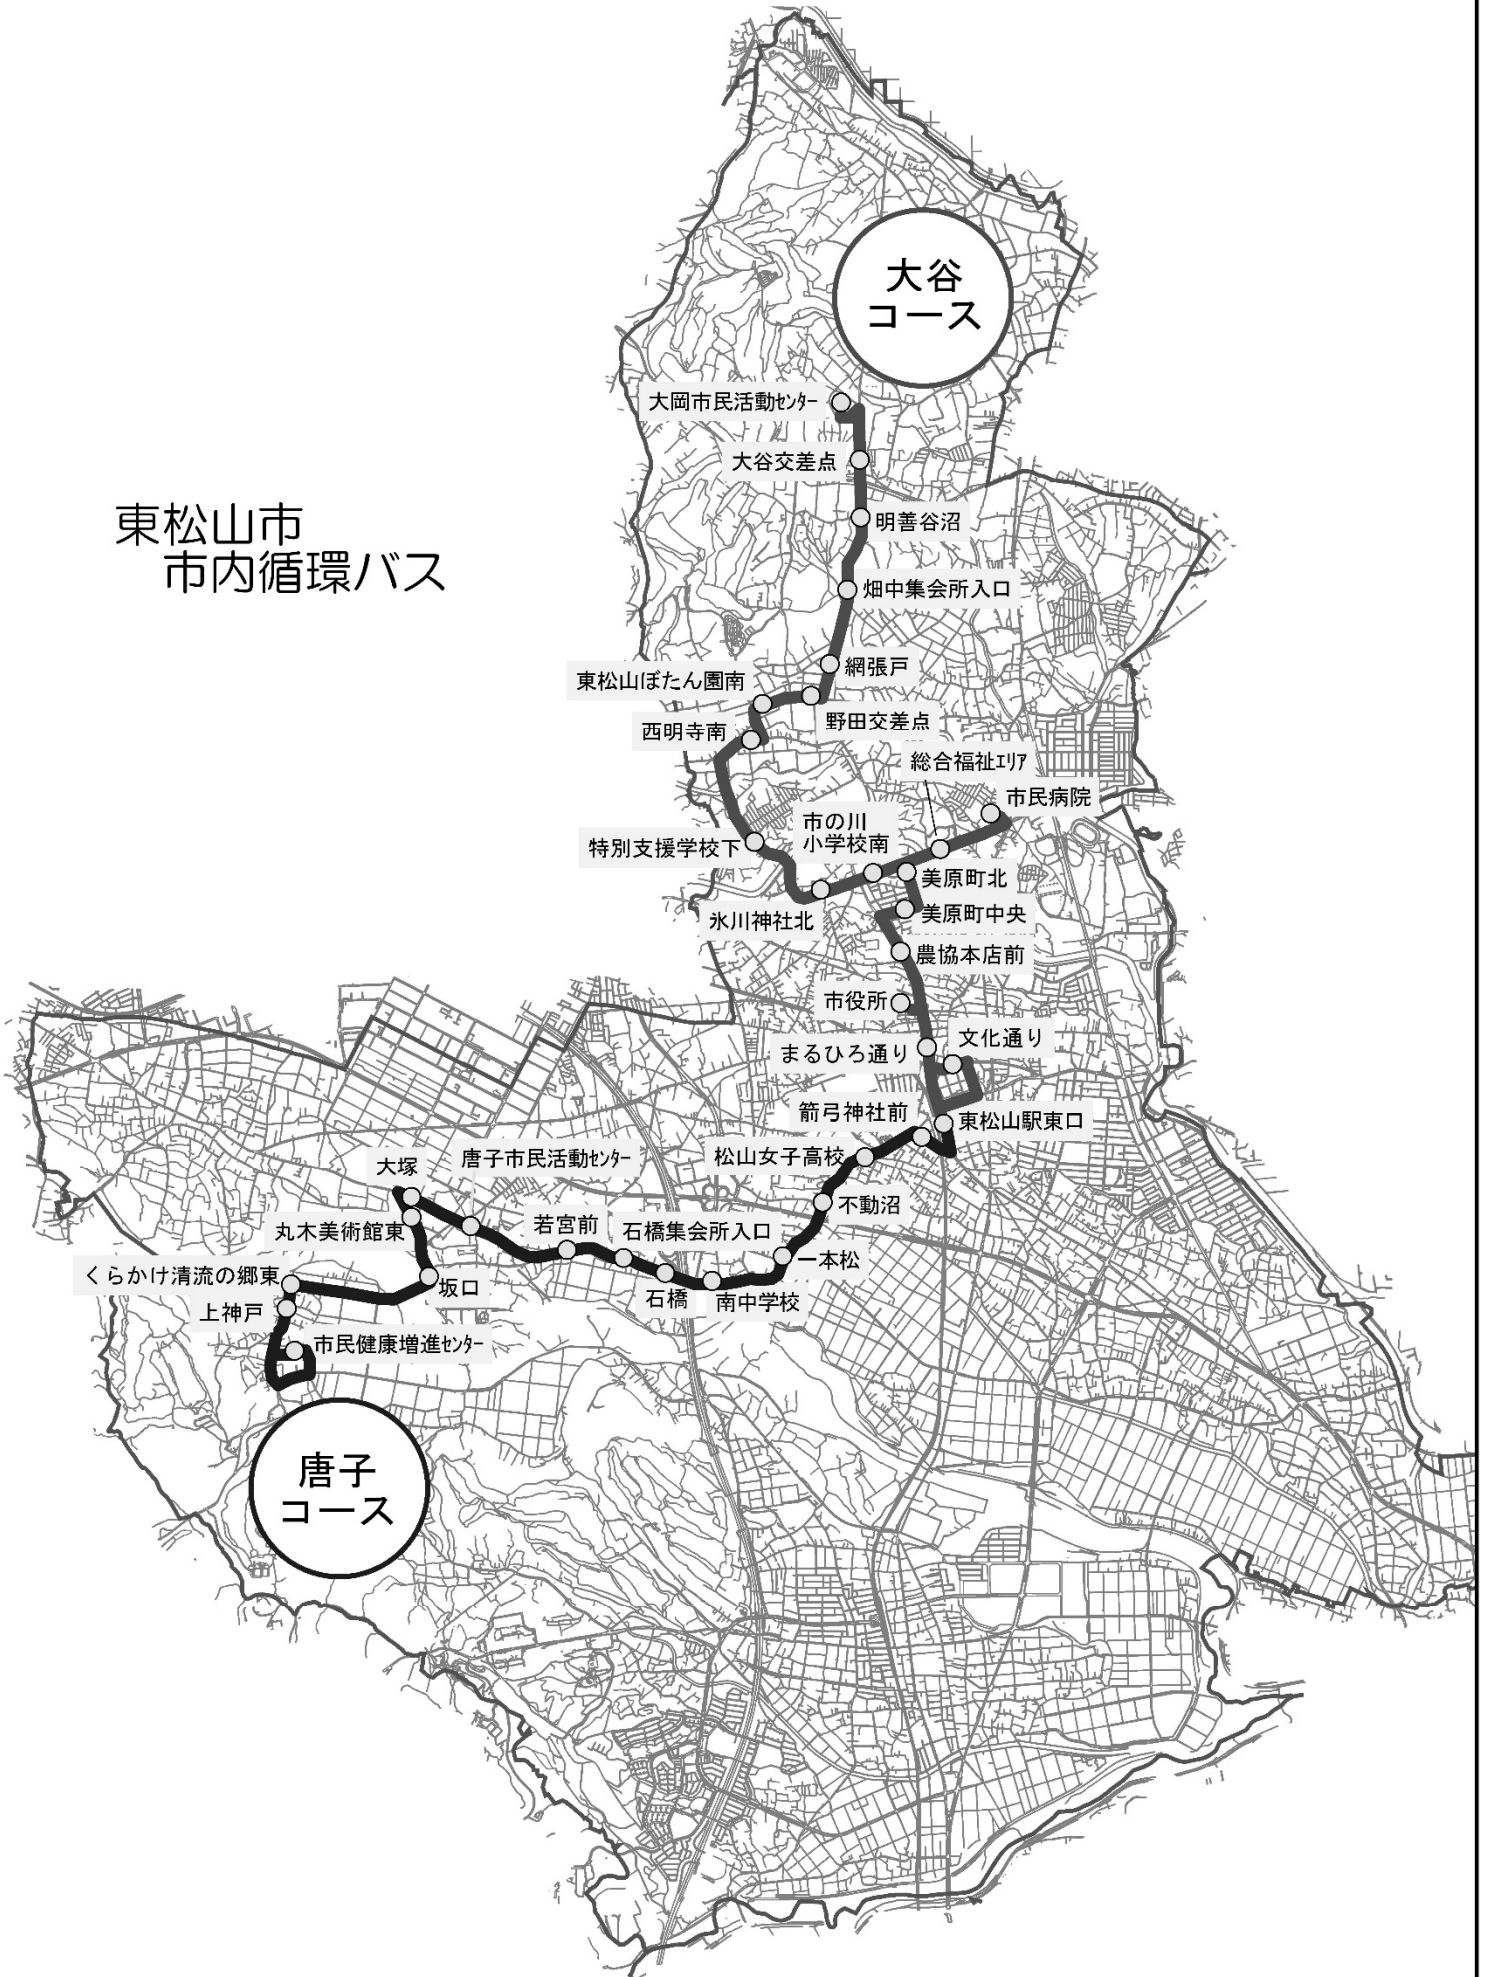 東松山市
市内循環バス
大谷
コース
大岡市民活動ｾﾝﾀｰ
大谷交差点
明善谷沼
畑中集会所入口
網張戸
東松山ぼたん園南
野田交差点
西明寺南
総合福祉ｴﾘｱ
市民病院
市の川
小学校南
特別支援学校下
美原町北
氷川神社北
美原町中央
農協本店前
市役所
文化通り
まるひろ通り
箭弓神社前
東松山駅東口
松山女子高校
唐子市民活動ｾﾝﾀｰ
大塚
不動沼
丸木美術館東
若宮前
石橋集会所入口
一本松
くらかけ清流の郷東
坂口
石橋
南中学校
上神戸
市民健康増進ｾﾝﾀｰ
唐子
コース